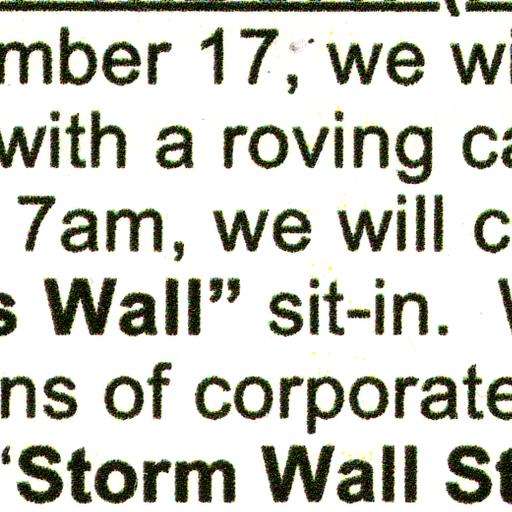 mber 17, we wi
with a roving ca
7am, we will c
s Wall” sit-in.
ns of corporate
“Storm Wall St